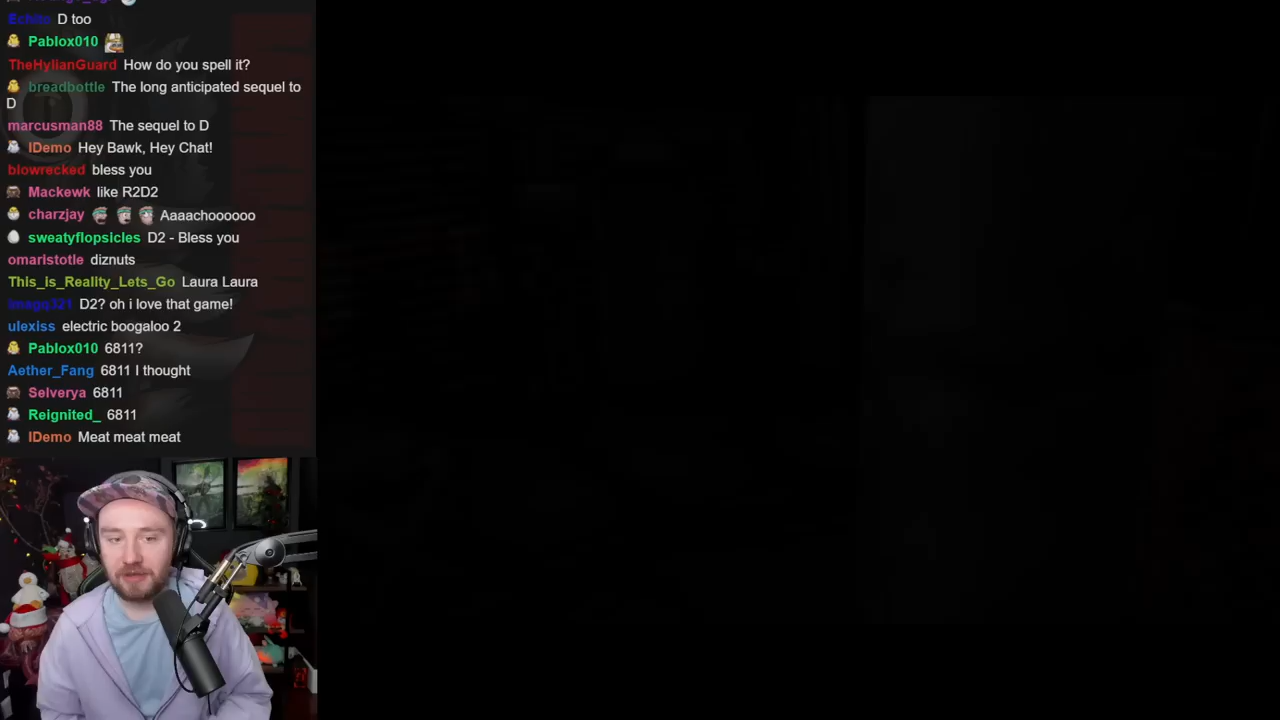 Echito D too
Pablox010
TheHylianGuard How do you spell it?
breadbottle The long anticipated sequel to
D
marcusman88 The sequel to D
IDemo Hey Bawk, Hey Chat!
blowrecked bless you
Mackewk like R2D2
charzjay Aaaachoooooo
sweatyflopsicles D2 - Bless you
omaristotle diznuts
This_is_Reality_Lets_Go Laura Laura
D2? oh i love that game!
ulexiss electric boogaloo 2
Pablox010 6811?
Aether_Fang 6811 I thought
Selverya 6811
Reignited_ 6811
IDemo Meat meat meat